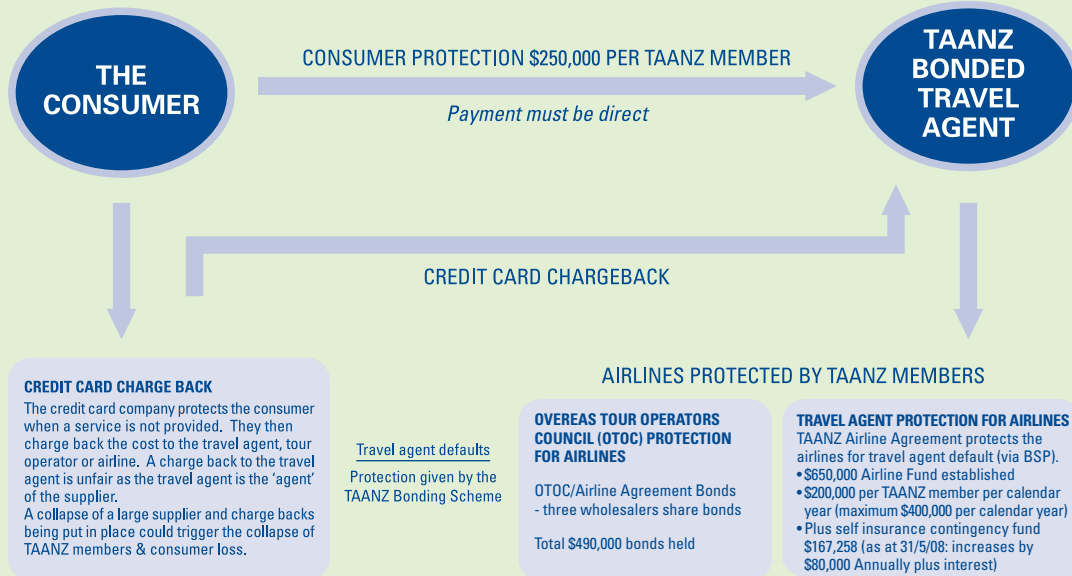 THE
CONSUMER
CONSUMER PROTECTION $250,000 PER TAANZ MEMBER
Payment must be direct
TAANZ
BONDED
TRAVEL
AGENT
CREDIT CARD CHARGEBACK
CREDIT CARD CHARGE BACK
The credit card company protects the consumer
when a service is not provided. They then
charge back the cost to the travel agent, tour
operator or airline. A charge back to the travel
agent is unfair as the travel agent is the 'agent'
of the supplier.
A collapse of a large supplier and charge backs
being put in place could trigger the collapse of
TAANZ members & consumer loss.
Travel agent defaults
Protection given by the
TAANZ Bonding Scheme
AIRLINES PROTECTED BY TAANZ MEMBERS
OVEREAS TOUR OPERATORS
COUNCIL (OTOC) PROTECTION
FOR AIRLINES
OTOC/Airline Agreement Bonds
- three wholesalers share bonds
Total $490,000 bonds held
TRAVEL AGENT PROTECTION FOR AIRLINES
TAANZ Airline Agreement protects the
airlines for travel agent default (via BSP).
• $650,000 Airline Fund established
• $200,000 per TAANZ member per calendar
year (maximum $400,000 per calendar year)
• Plus self insurance contingency fund
$167,258 (as at 31/5/08: increases by
$80,000 Annually plus interest)